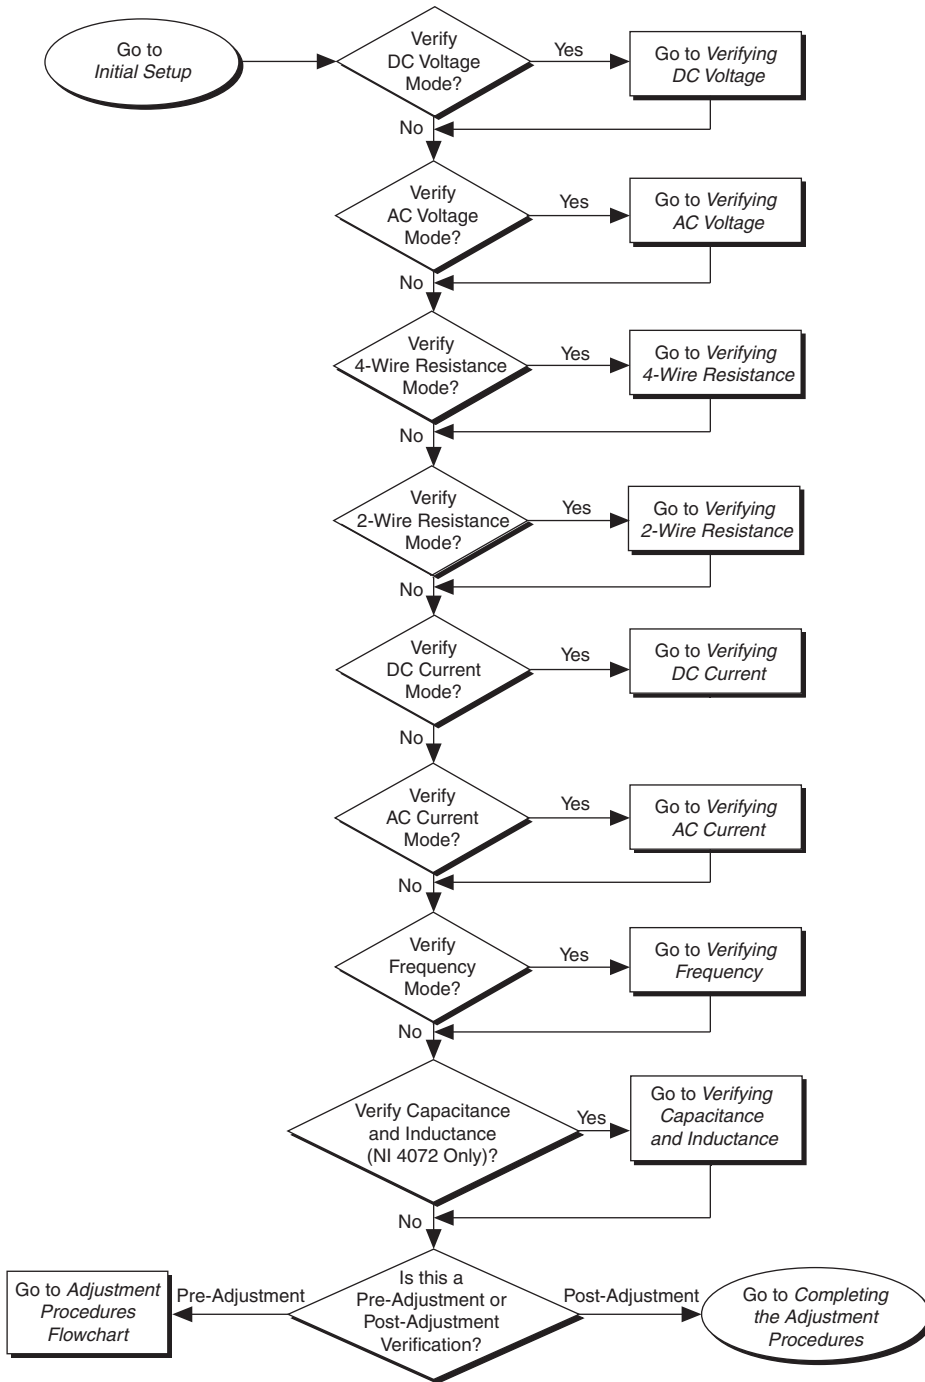 Go to
Initial Setup
Verify
DC Voltage
Mode?
Yes
Go to Verifying
DC Voltage
No
Verify
AC Voltage
Mode?
Yes
Go to Verifying
AC Voltage
No
Verify
4-Wire Resistance
Mode?
Yes
Go to Verifying
4-Wire Resistance
No
Verify
2-Wire Resistance
Mode?
Yes
Go to Verifying
2-Wire Resistance
No
Verify
DC Current
Mode?
Yes
Go to Verifying
DC Current
No
Verify
AC Current
Mode?
Yes
Go to Verifying
AC Current
No
Verify
Frequency
Mode?
Yes
Go to Verifying
Frequency
No
Verify Capacitance
and Inductance
(NI 4072 Only)?
Yes
Go to Verifying
Capacitance
and Inductance
No
Go to Adjustment
Procedures
Flowchart
Pre-Adjustment
Is this a
Pre-Adjustment or
Post-Adjustment
Verification?
Post-Adjustment
Go to Completing
the Adjustment
Procedures